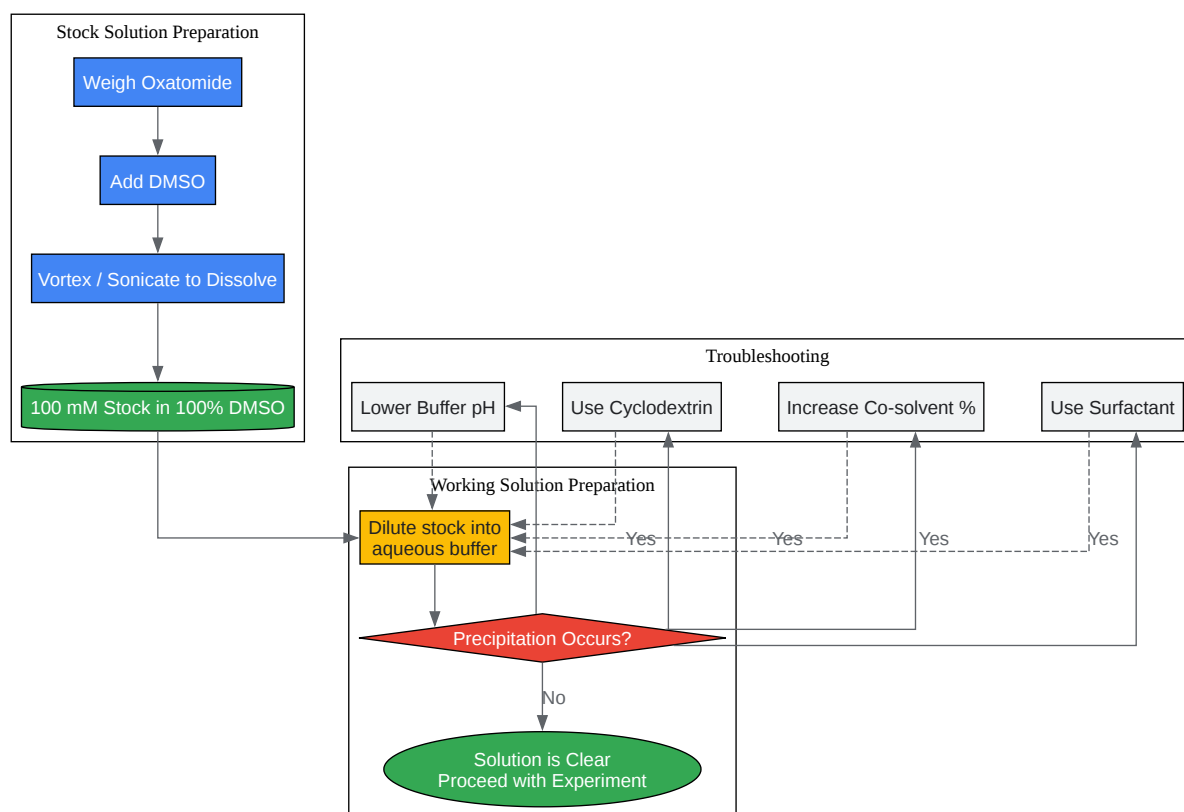 Stock Solution Preparation
Weigh Oxatomide
Add DMSO
Vortex / Sonicate to Dissolve
100 mM Stock in 100% DMSO
Troubleshooting
Lower Buffer pH
Use Cyclodextrin
Increase Co-solvent %
Use Surfactant
Working Solution Preparation
Dilute stock into
aqueous buffer
Yes
Yes
Yes
Yes
Precipitation Occurs?
No
Solution is Clear
Proceed with Experiment